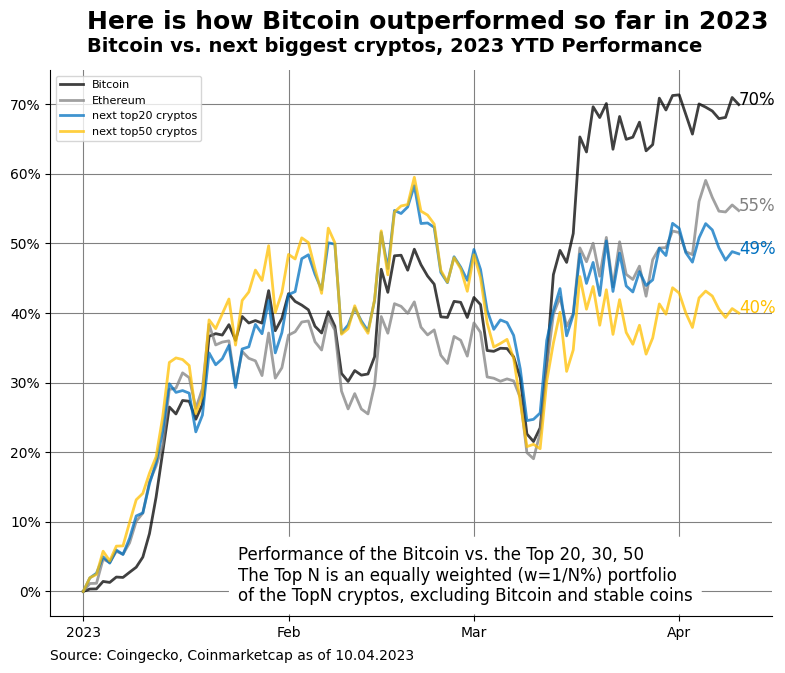 Here is how Bitcoin outperformed so far in 2023
Bitcoin vs. next biggest cryptos, 2023 YTD Performance
Bitcoin
Ethereum
next top20 cryptos
next top50 cryptos
70%
60%
50%
40%
30%
20%
10%
0%
70%
55%
49%
40%
Performance of the Bitcoin vs. the Top 20, 30, 50
The Top N is an equally weighted (w=1/N%) portfolio
of the TopN cryptos, excluding Bitcoin and stable coins
2023 Feb Mar Apr
Source: Coingecko, Coinmarketcap as of 10.04.2023